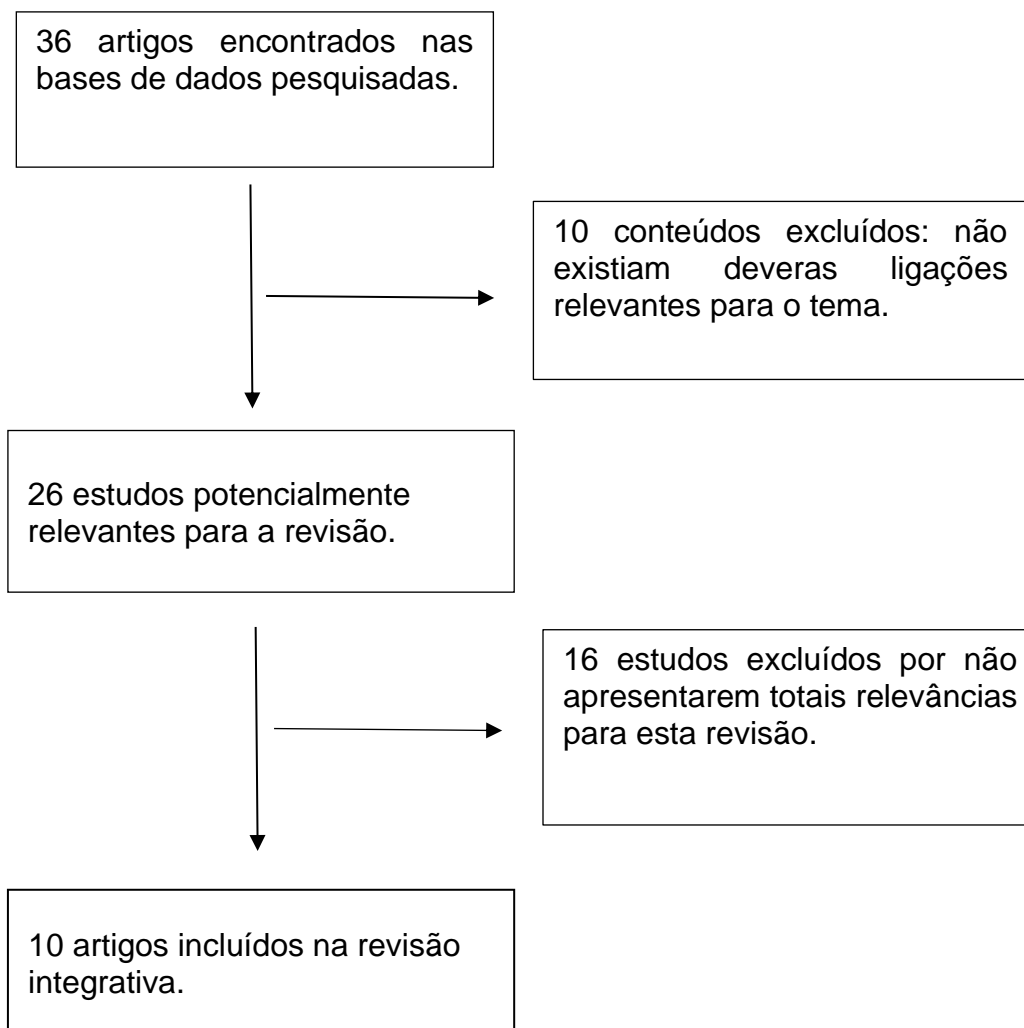 36 artigos encontrados nas
bases de dados pesquisadas.
10 conteúdos excluídos: não
existiam deveras ligações
relevantes para o tema.
26 estudos potencialmente
relevantes para a revisão.
16 estudos excluídos por não
apresentarem totais relevâncias
para esta revisão.
10 artigos incluídos na revisão
integrativa.